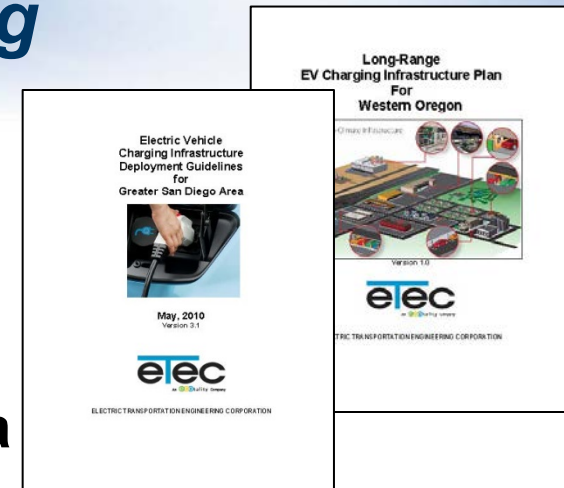 g
Long-Range
EV Charging Infrastructure Plan
For
Western Oregon
Version 1.0
eTec
TRIC TRANSPORTATION ENGINEERING CORPORATION
Electric Vehicle
Charging Infrastructure
Deployment Guidelines
for
Greater San Diego Area
May, 2010
Version 3.1
eTec
ELECTRIC TRANSPORTATION ENGINEERING CORPORATION
a